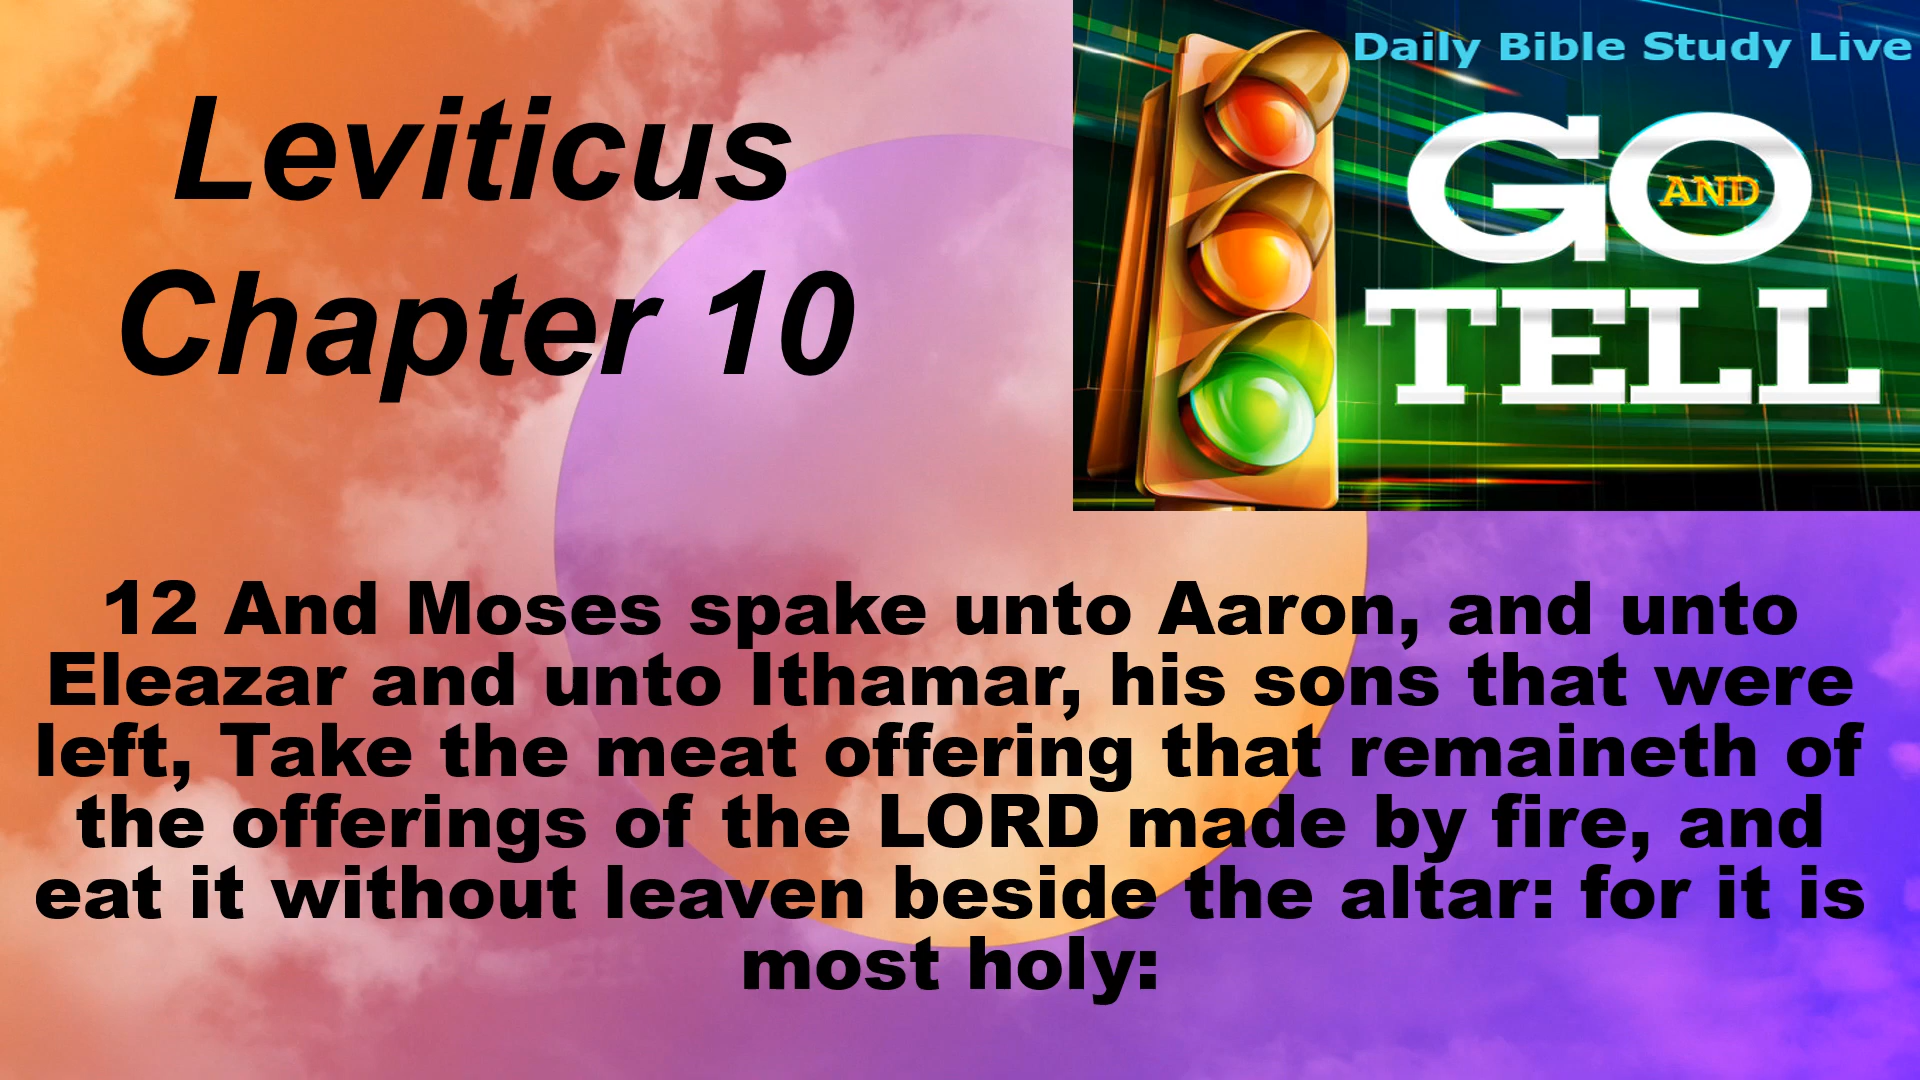 Leviticus
Chapter 10
Daily Bible Study Live
GO
AND
TELL
12 And Moses spake unto Aaron, and unto
Eleazar and unto Ithamar, his sons that were
left, Take the meat offering that remaineth of
the offerings of the LORD made by fire, and
eat it without leaven beside the altar: for it is
most holy: